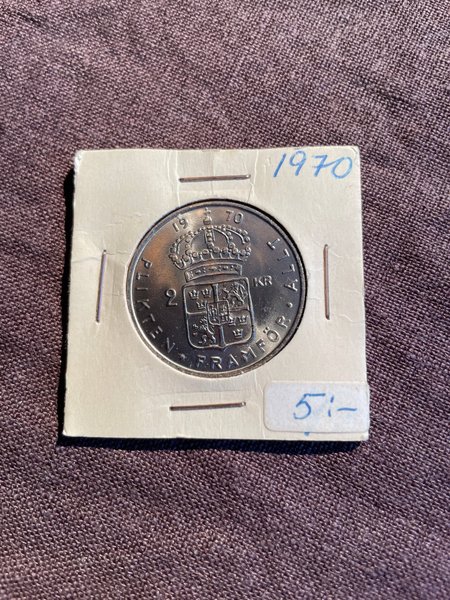 1970
19 70
2 KR
PLIKTEN · FRAMFÖR · ALLT
5:-